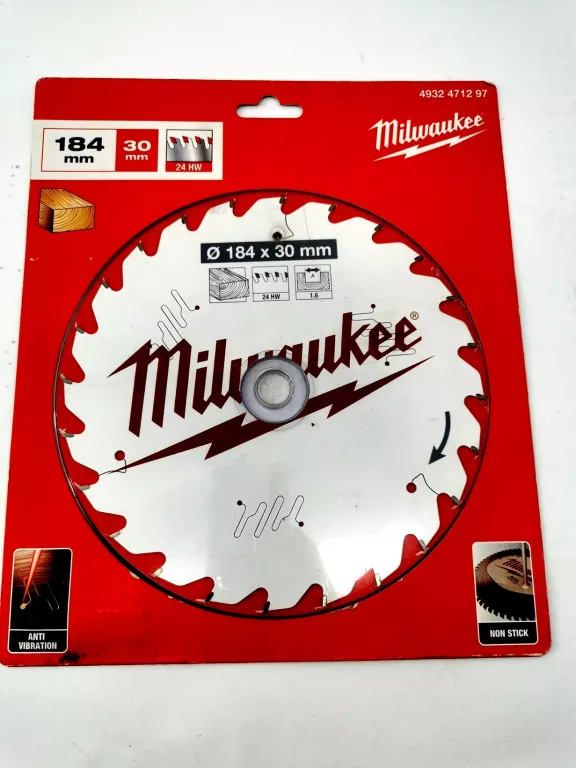 4932 4712 97
Milwaukee
184 mm
30 mm
24 HW
Ø 184 x 30 mm
24 HW
A
1.6
Milwaukee®
ANTI
VIBRATION
NON STICK